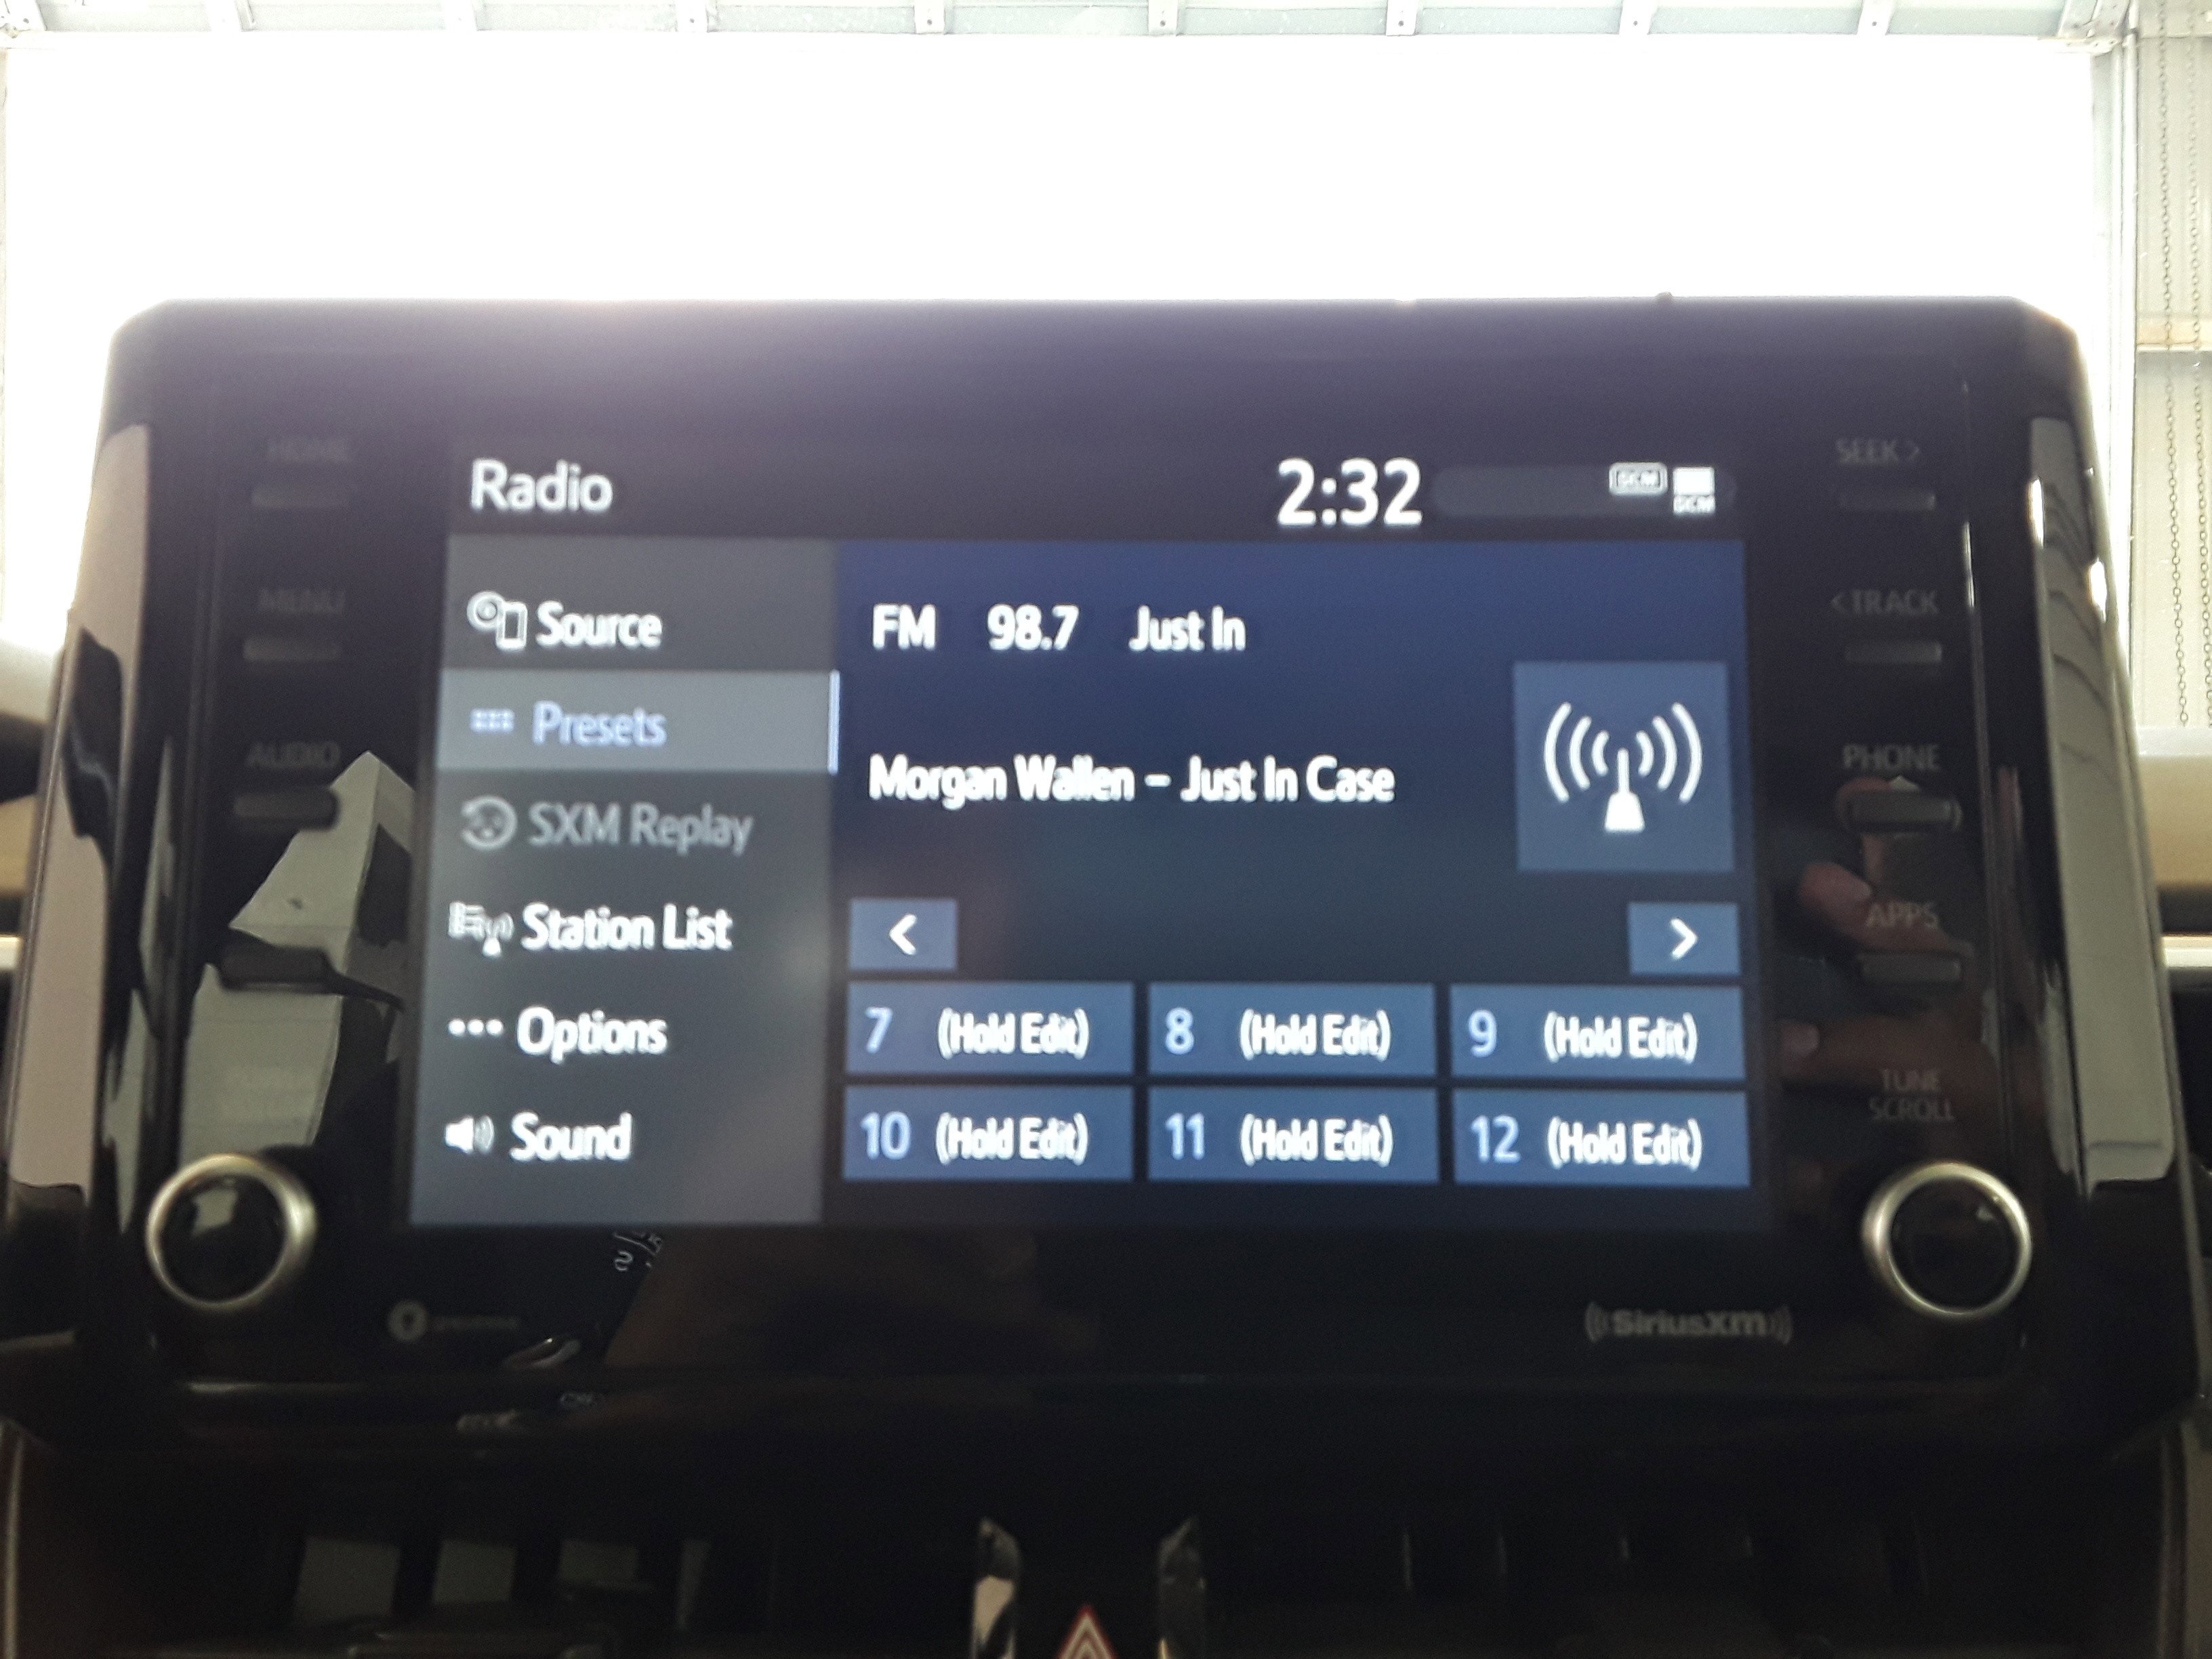 HOME
SEEK >
Radio
2:32
DCM
DCM
MENU
< TRACK
Source
FM 98.7 Just In
Presets
AUDIO
PHONE
Morgan Wallen – Just In Case
SXM Replay
APPS
Station List
< >
Options
7 (Hold Edit) 8 (Hold Edit) 9 (Hold Edit)
TUNE
SCROLL
Sound
10 (Hold Edit) 11 (Hold Edit) 12 (Hold Edit)
SiriusXM